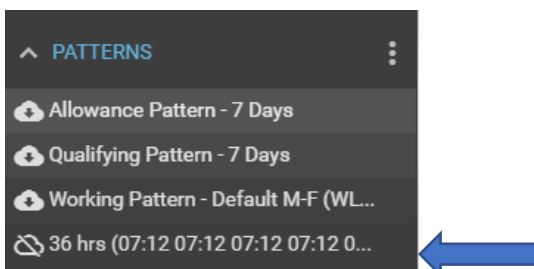 PATTERNS
Allowance Pattern - 7 Days
Qualifying Pattern - 7 Days
Working Pattern - Default M-F (WL...
36 hrs (07:12 07:12 07:12 07:12 0...